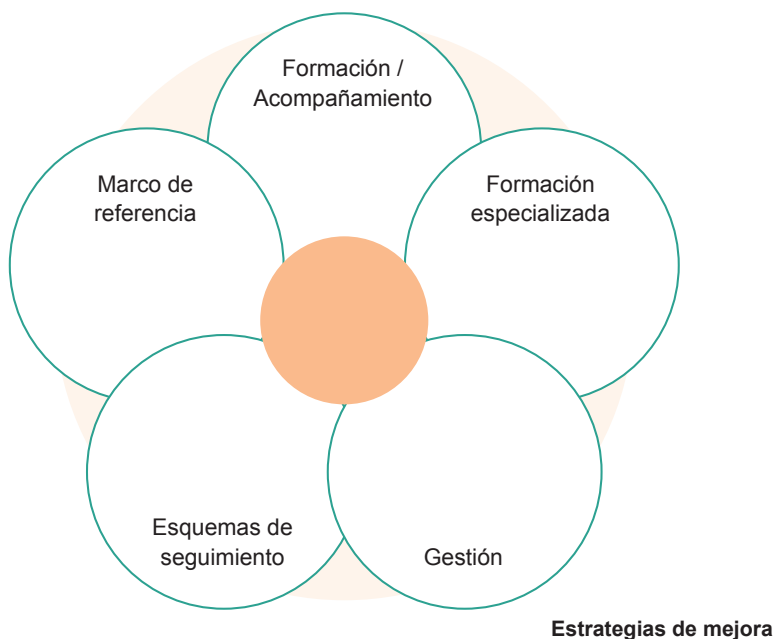 Formación /
Acompañamiento
Marco de
referencia
Formación
especializada
Esquemas de
seguimiento
Gestión
Estrategias de mejora